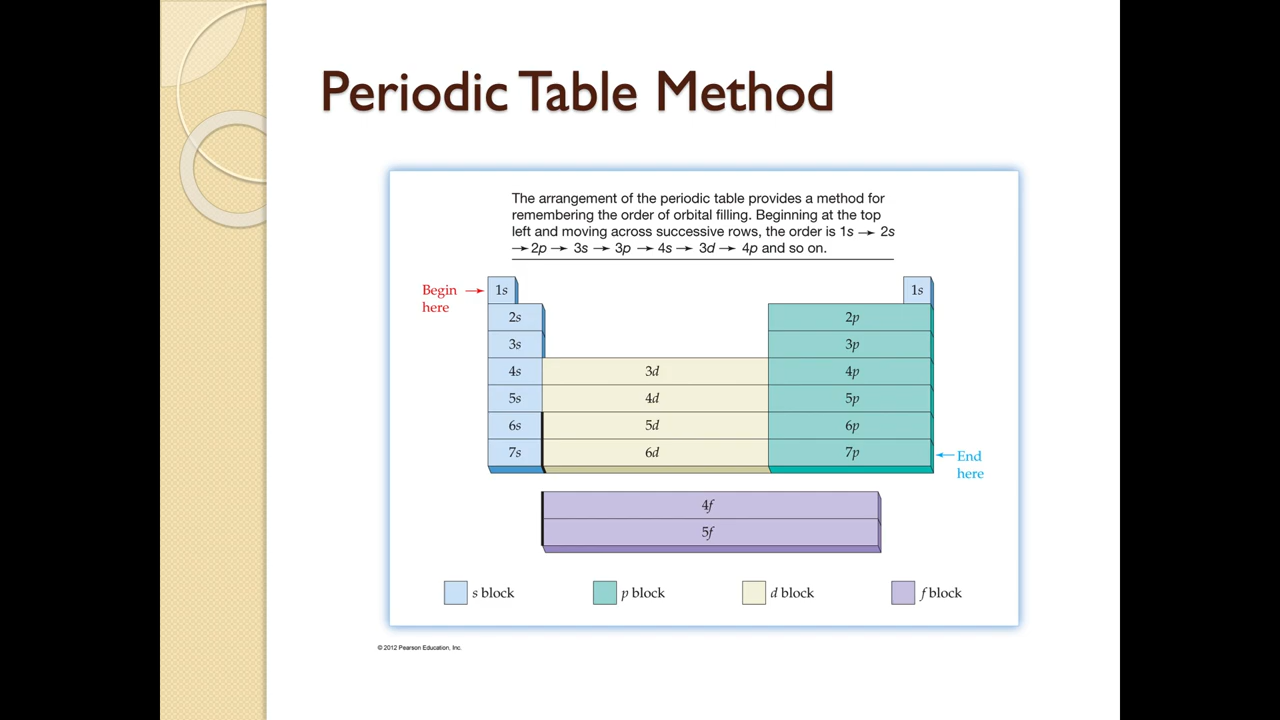 Periodic Table Method
The arrangement of the periodic table provides a method for
remembering the order of orbital filling. Beginning at the top
left and moving across successive rows, the order is 1s → 2s
→ 2p → 3s → 3p → 4s → 3d → 4p and so on.
Begin
here
1s
1s
2s
2p
3s
3p
4s
3d
4p
5s
4d
5p
6s
5d
6p
7s
6d
7p
End
here
4f
5f
s block
p block
d block
f block
© 2012 Pearson Education, Inc.